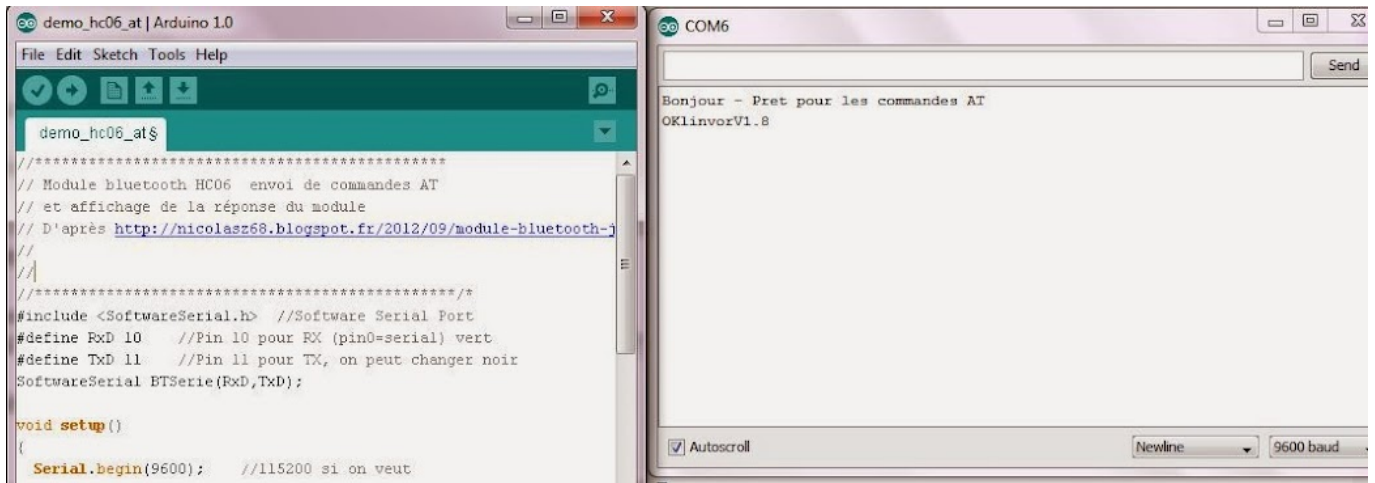 demo_hc06_at | Arduino 1.0
File Edit Sketch Tools Help
demo_hc06_at§
//**********************************************
// Module bluetooth HC06 envoi de commandes AT
// et affichage de la réponse du module
// D'après http://nicolasz68.blogspot.fr/2012/09/module-bluetooth-j
//
//
//***********************************************/*
#include <SoftwareSerial.h> //Software Serial Port
#define RxD 10 //Pin 10 pour RX (pin0=serial) vert
#define TxD 11 //Pin 11 pour TX, on peut changer noir
SoftwareSerial BTSerie(RxD,TxD);
void setup()
{
Serial.begin(9600); //115200 si on veut
COM6
Send
Bonjour - Pret pour les commandes AT
OKlinvorV1.8
Autoscroll
Newline
9600 baud